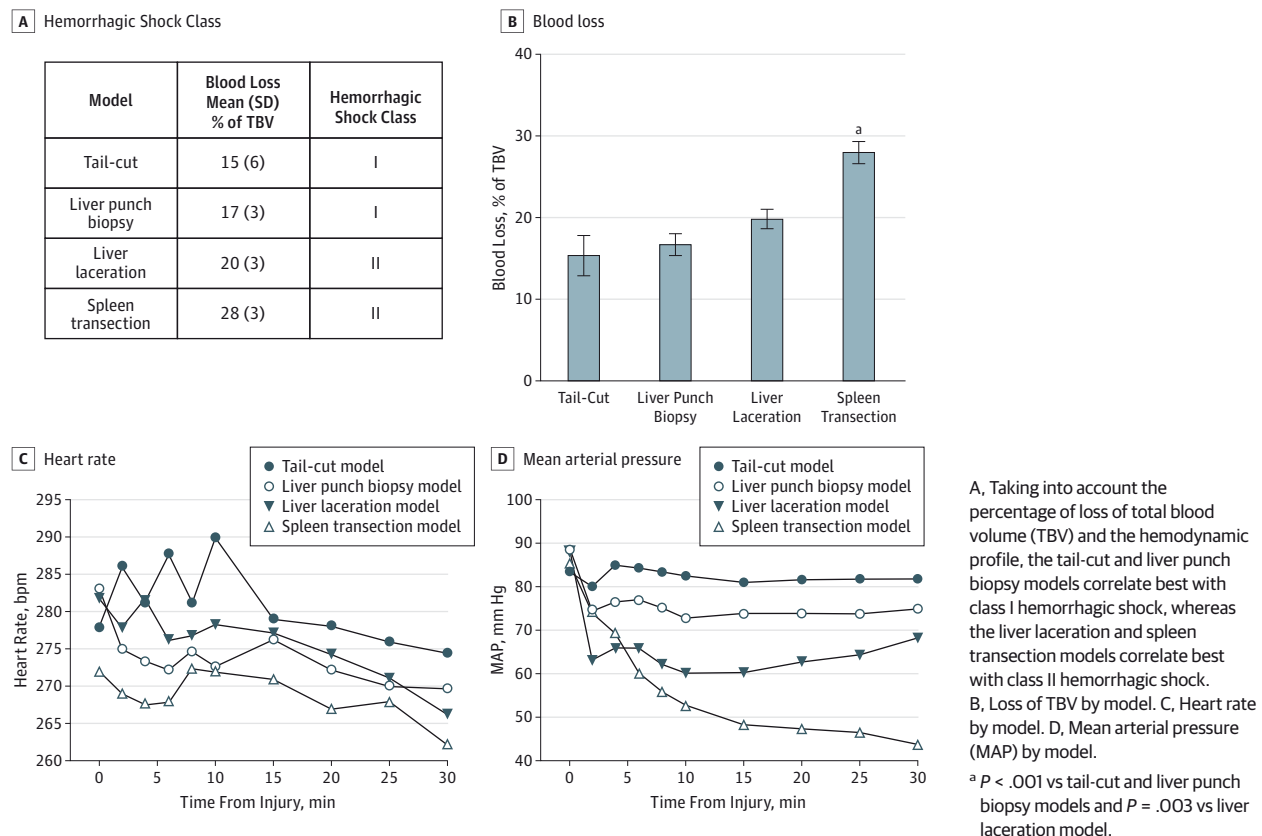 A Hemorrhagic Shock Class
Model
Blood Loss
Mean (SD)
% of TBV
Hemorrhagic
Shock Class
Tail-cut
15 (6)
I
Liver punch
biopsy
17 (3)
I
Liver
laceration
20 (3)
II
Spleen
transection
28 (3)
II
B Blood loss
Blood Loss, % of TBV
40
30
20
10
0
a
Tail-Cut
Liver Punch
Biopsy
Liver
Laceration
Spleen
Transection
C Heart rate
Tail-cut model
Liver punch biopsy model
Liver laceration model
Spleen transection model
Heart Rate, bpm
295
290
285
280
275
270
265
260
0 5 10 15 20 25 30
Time From Injury, min
D Mean arterial pressure
Tail-cut model
Liver punch biopsy model
Liver laceration model
Spleen transection model
MAP, mm Hg
100
90
80
70
60
50
40
0 5 10 15 20 25 30
Time From Injury, min
A, Taking into account the
percentage of loss of total blood
volume (TBV) and the hemodynamic
profile, the tail-cut and liver punch
biopsy models correlate best with
class I hemorrhagic shock, whereas
the liver laceration and spleen
transection models correlate best
with class II hemorrhagic shock.
B, Loss of TBV by model. C, Heart rate
by model. D, Mean arterial pressure
(MAP) by model.
a P < .001 vs tail-cut and liver punch
biopsy models and P = .003 vs liver
laceration model.